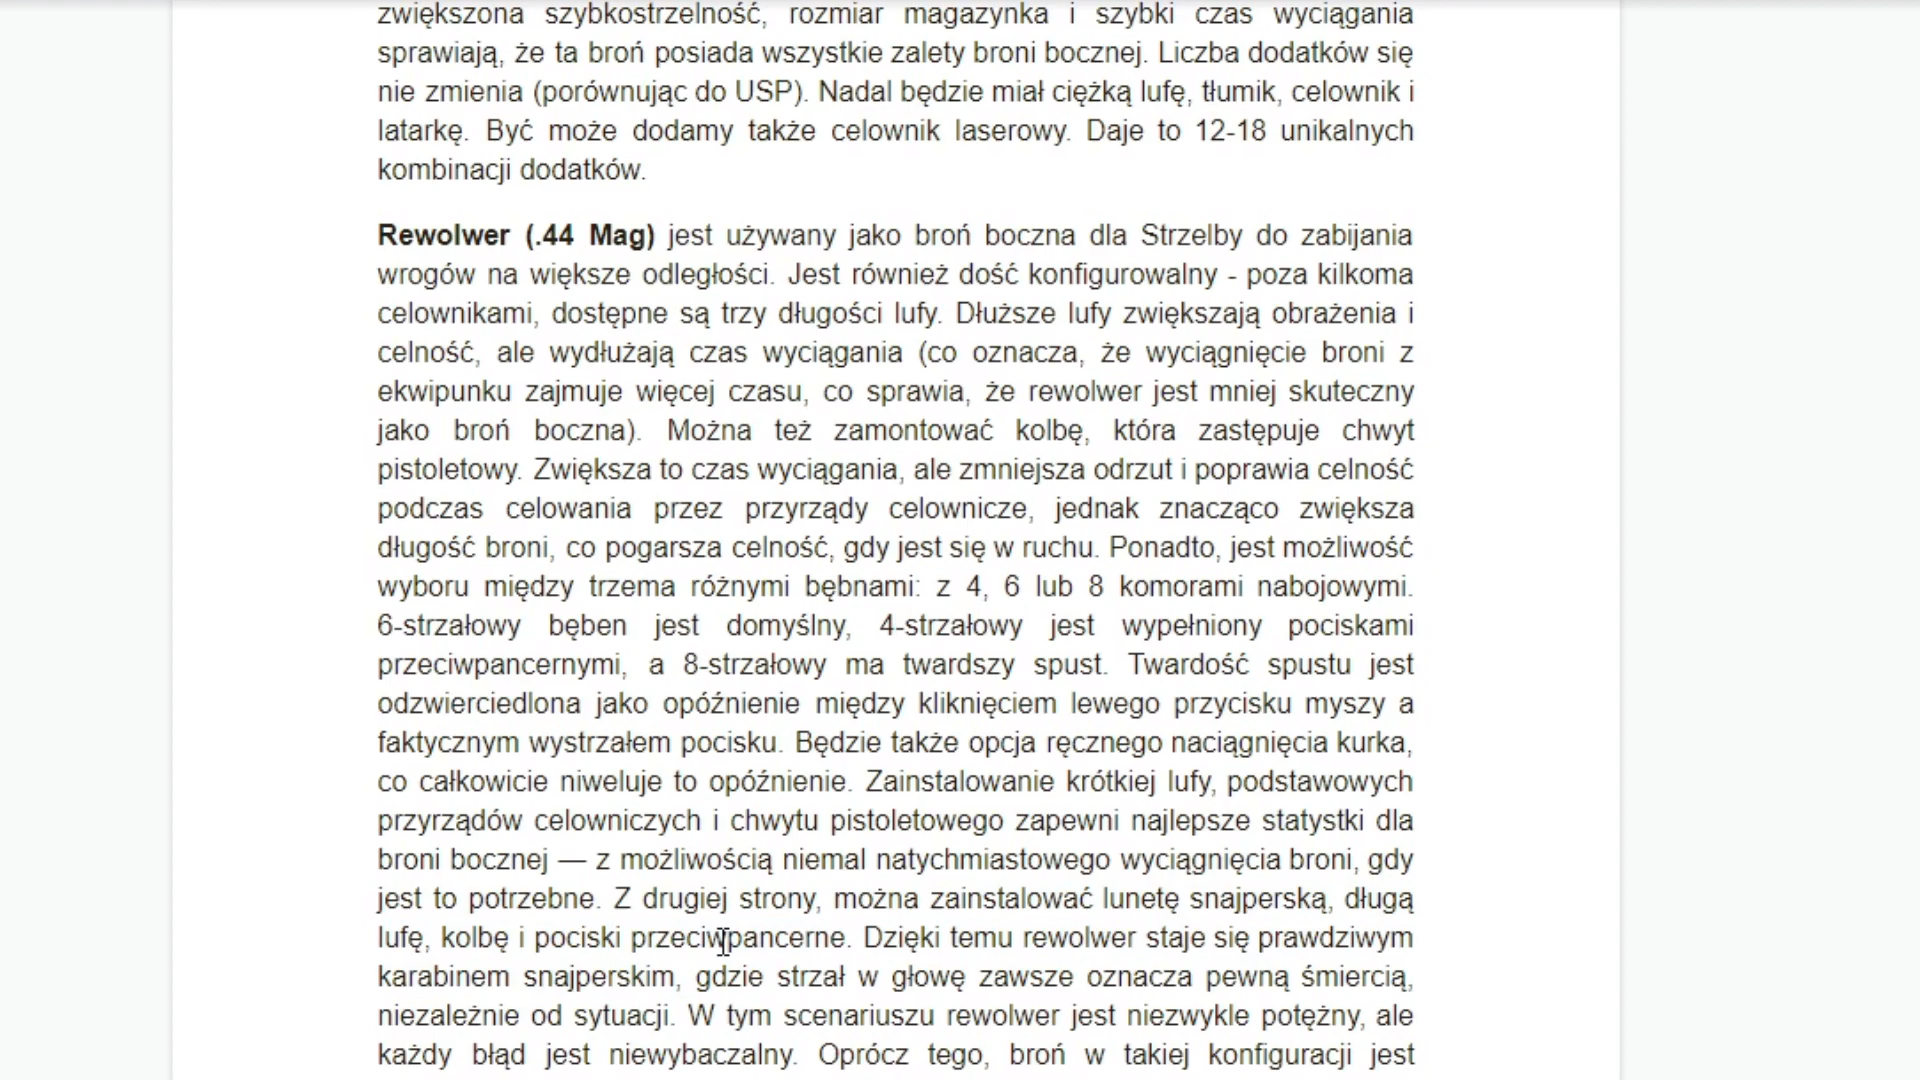 zwiększona szybkostrzelność, rozmiar magazynka i szybki czas wyciągania
sprawiają, że ta broń posiada wszystkie zalety broni bocznej. Liczba dodatków się
nie zmienia (porównując do USP). Nadal będzie miał ciężką lufę, tłumik, celownik i
latarkę. Być może dodamy także celownik laserowy. Daje to 12-18 unikalnych
kombinacji dodatków.
Rewolwer (.44 Mag) jest używany jako broń boczna dla Strzelby do zabijania
wrogów na większe odległości. Jest również dość konfigurowalny - poza kilkoma
celownikami, dostępne są trzy długości lufy. Dłuższe lufy zwiększają obrażenia i
celność, ale wydłużają czas wyciągania (co oznacza, że wyciągnięcie broni z
ekwipunku zajmuje więcej czasu, co sprawia, że rewolwer jest mniej skuteczny
jako broń boczna). Można też zamontować kolbę, która zastępuje chwyt
pistoletowy. Zwiększa to czas wyciągania, ale zmniejsza odrzut i poprawia celność
podczas celowania przez przyrządy celownicze, jednak znacząco zwiększa
długość broni, co pogarsza celność, gdy jest się w ruchu. Ponadto, jest możliwość
wyboru między trzema różnymi bębnami: z 4, 6 lub 8 komorami nabojowymi.
6-strzałowy bęben jest domyślny, 4-strzałowy jest wypełniony pociskami
przeciwpancernymi, a 8-strzałowy ma twardszy spust. Twardość spustu jest
odzwierciedlona jako opóźnienie między kliknięciem lewego przycisku myszy a
faktycznym wystrzałem pocisku. Będzie także opcja ręcznego naciągnięcia kurka,
co całkowicie niweluje to opóźnienie. Zainstalowanie krótkiej lufy, podstawowych
przyrządów celowniczych i chwytu pistoletowego zapewni najlepsze statystki dla
broni bocznej — z możliwością niemal natychmiastowego wyciągnięcia broni, gdy
jest to potrzebne. Z drugiej strony, można zainstalować lunetę snajperską, długą
lufę, kolbę i pociski przeciwpancerne. Dzięki temu rewolwer staje się prawdziwym
karabinem snajperskim, gdzie strzał w głowę zawsze oznacza pewną śmiercią,
niezależnie od sytuacji. W tym scenariuszu rewolwer jest niezwykle potężny, ale
każdy błąd jest niewybaczalny. Oprócz tego, broń w takiej konfiguracji jest